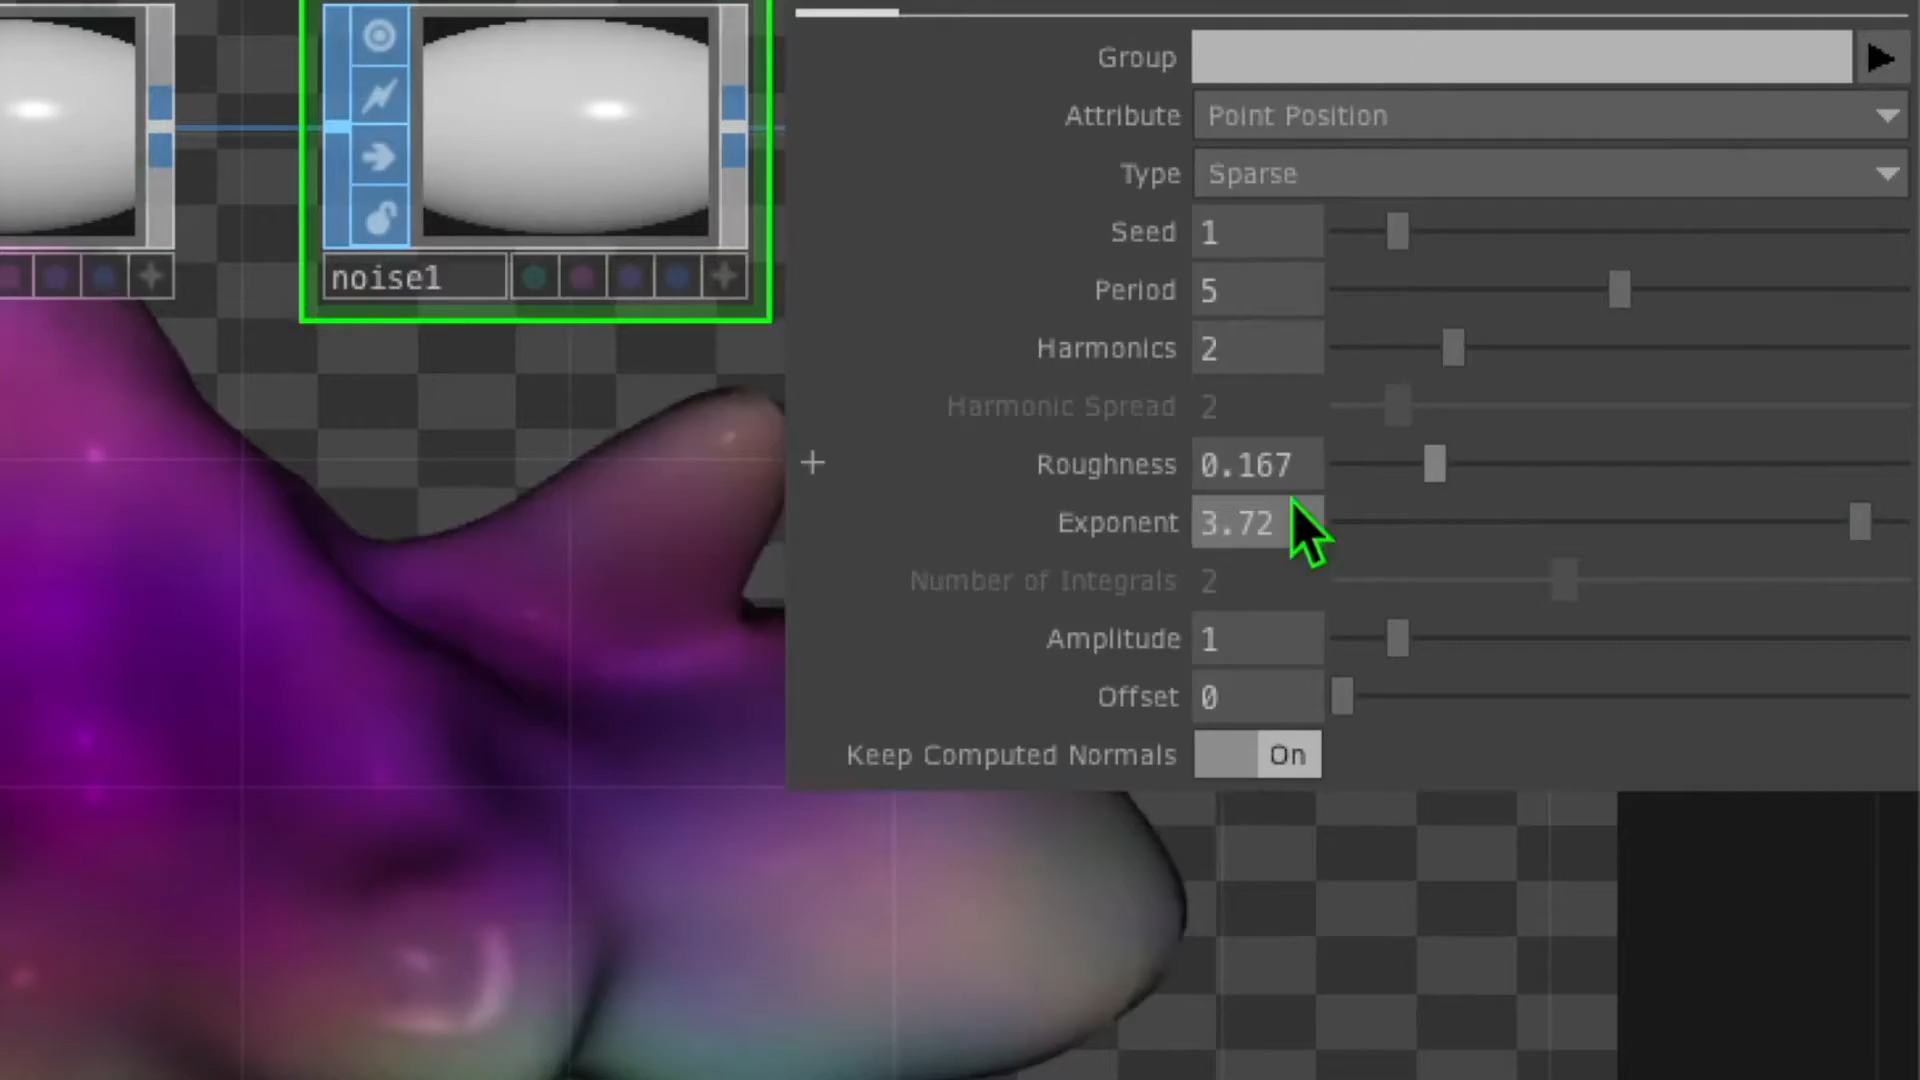 noise1
Group
Attribute Point Position
Type Sparse
Seed 1
Period 5
Harmonics 2
Harmonic Spread 2
Roughness 0.167
Exponent 3.72
Number of Integrals 2
Amplitude 1
Offset 0
Keep Computed Normals On